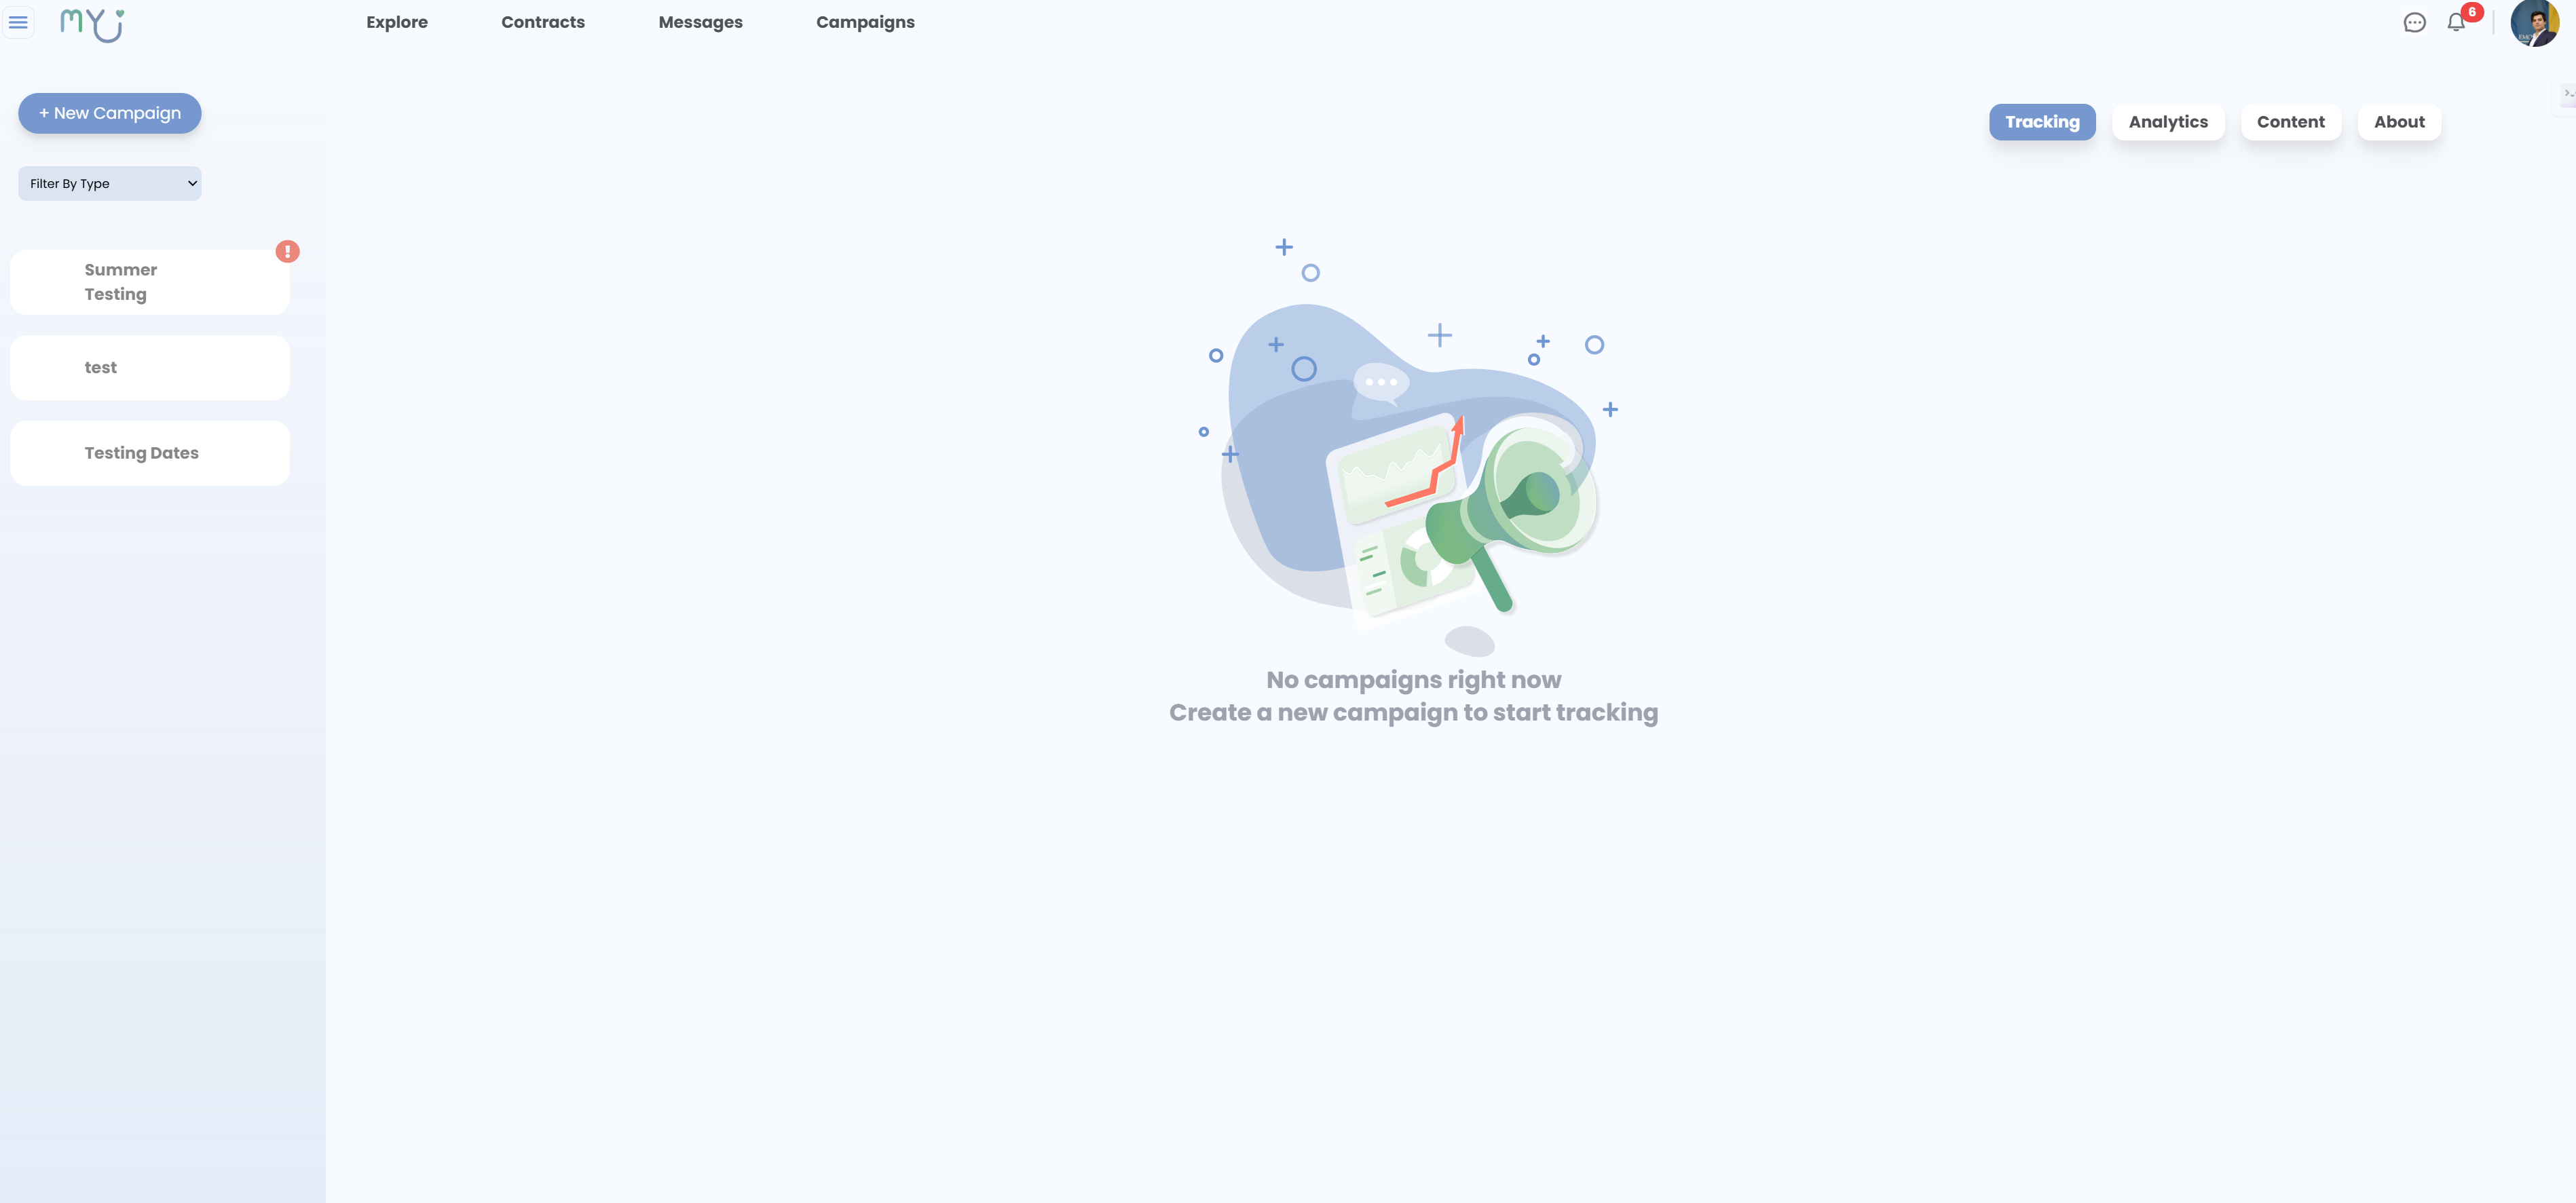 MYU
Explore Contracts Messages Campaigns
6
+ New Campaign
Tracking Analytics Content About
Filter By Type
!
Summer
Testing
test
Testing Dates
No campaigns right now
Create a new campaign to start tracking